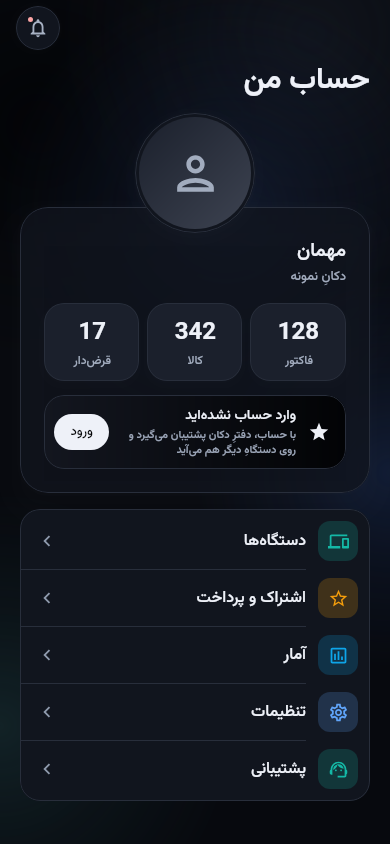 حساب من
مهمان
دکانِ نمونه
128
342
17
فاکتور
کالا
قرض‌دار
وارد حساب نشده‌اید
با حساب، دفترِ دکان پشتیبان می‌گیرد و
روی دستگاهِ دیگر هم می‌آید
ورود
دستگاه‌ها
اشتراک و پرداخت
آمار
تنظیمات
پشتیبانی